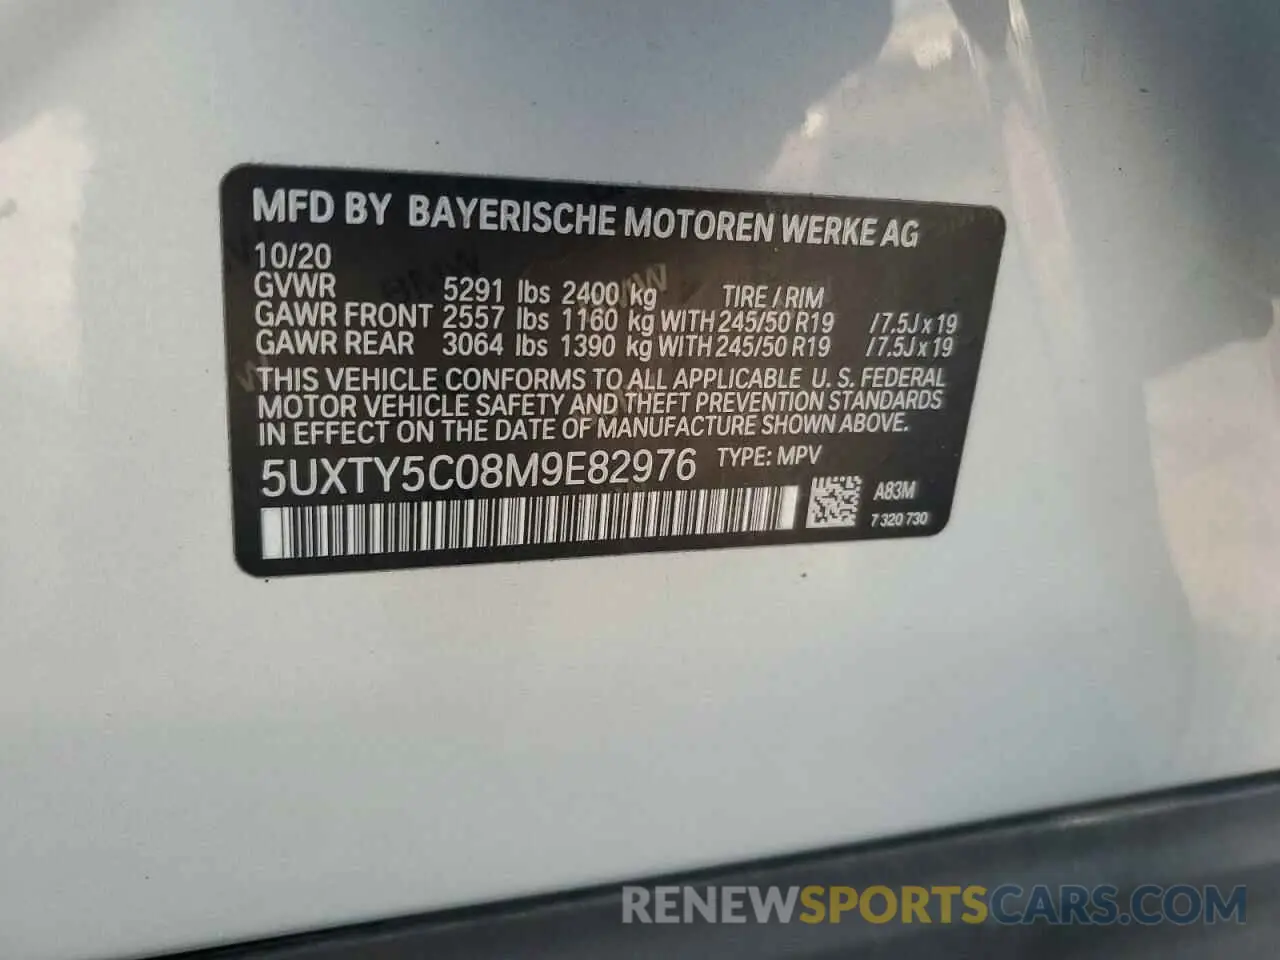 MFD BY BAYERISCHE MOTOREN WERKE AG
10/20
GVWR 5291 lbs 2400 kg TIRE / RIM
GAWR FRONT 2557 lbs 1160 kg WITH 245/50 R19 /7.5J x 19
GAWR REAR 3064 lbs 1390 kg WITH 245/50 R19 /7.5J x 19
THIS VEHICLE CONFORMS TO ALL APPLICABLE U. S. FEDERAL
MOTOR VEHICLE SAFETY AND THEFT PREVENTION STANDARDS
IN EFFECT ON THE DATE OF MANUFACTURE SHOWN ABOVE.
5UXTY5C08M9E82976 TYPE: MPV
A83M
7 320 730
RENEWSPORTSCARS.COM